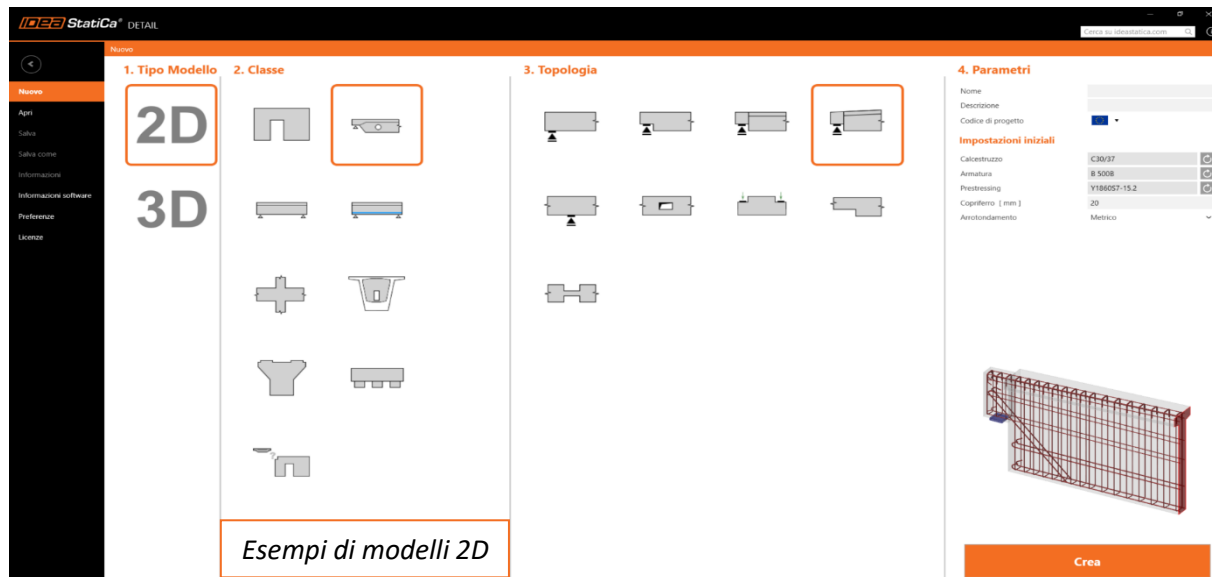 IDEA StatiCa® DETAIL
Cerca su ideastatica.com
Nuovo
Nuovo
Apri
Salva
Salva come
Informazioni
Informazioni software
Preferenze
Licenze
1. Tipo Modello
2D
3D
2. Classe
?
Esempi di modelli 2D
3. Topologia
4. Parametri
Nome
Descrizione
Codice di progetto
Impostazioni iniziali
Calcestruzzo C30/37
Armatura B 500B
Prestressing Y1860S7-15.2
Copriferro [ mm ] 20
Arrotondamento Metrico
Crea